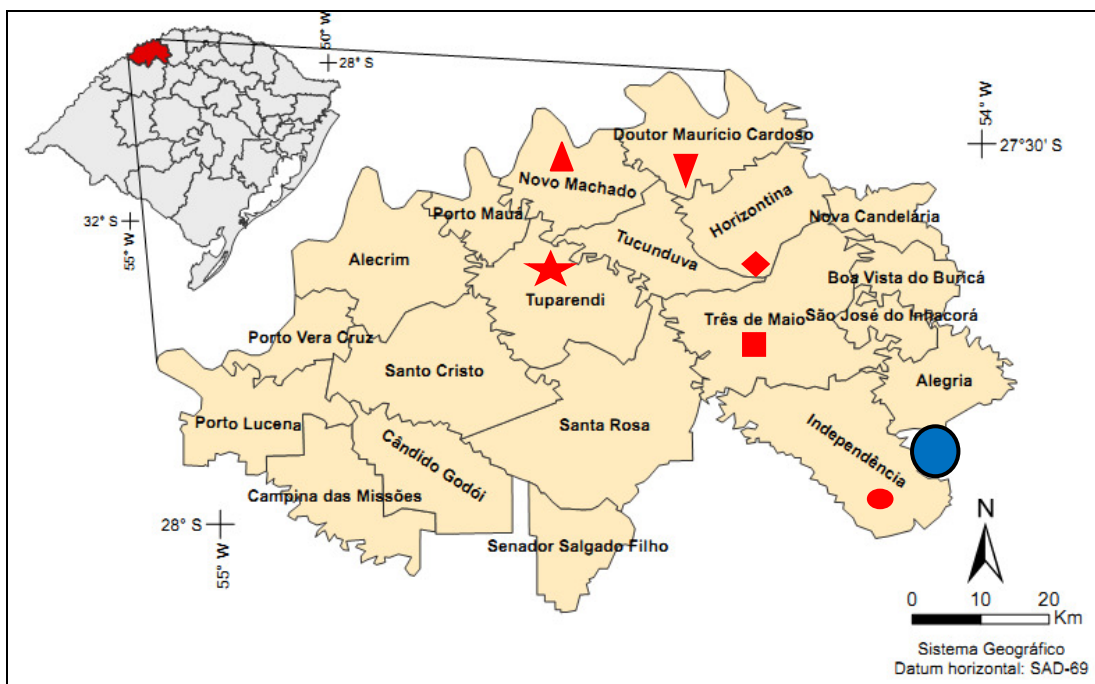 50° W
28° S
54° W
27°30' S
Doutor Maurício Cardoso
Novo Machado
Horizontina
Porto Mauá
Nova Candelária
32° S
55° W
Tucunduva
Alecrim
Boa Vista do Buricá
Tuparendi
São José do Inhacorá
Três de Maio
Porto Vera Cruz
Santo Cristo
Alegria
Porto Lucena
Santa Rosa
Independência
Cândido Godói
Campina das Missões
28° S
55° W
Senador Salgado Filho
N
0 10 20
Km
Sistema Geográfico
Datum horizontal: SAD-69